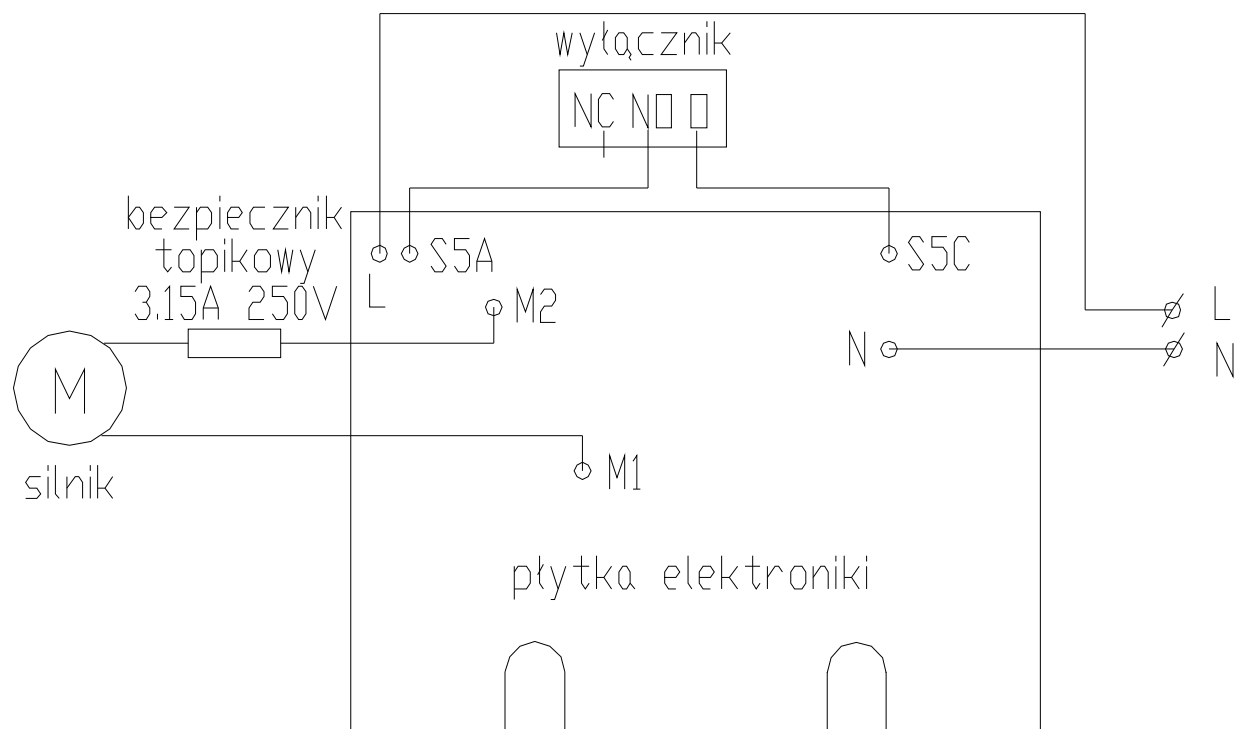 wyłącznik
NC NO O
bezpiecznik
topikowy
3.15A 250V
L
S5A
S5C
M2
L
N
N
M
M1
silnik
płytka elektroniki